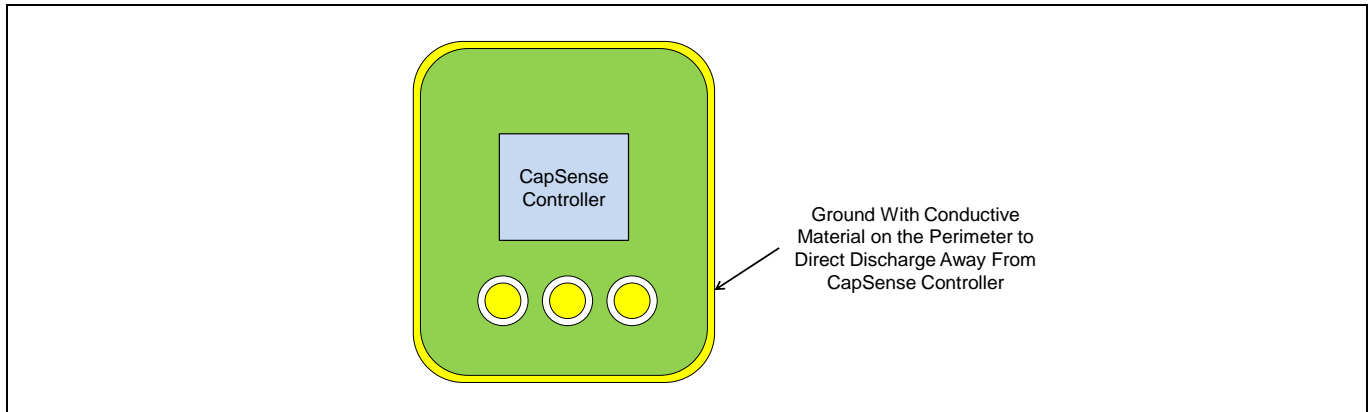 CapSense
Controller
Ground With Conductive
Material on the Perimeter to
Direct Discharge Away From
CapSense Controller